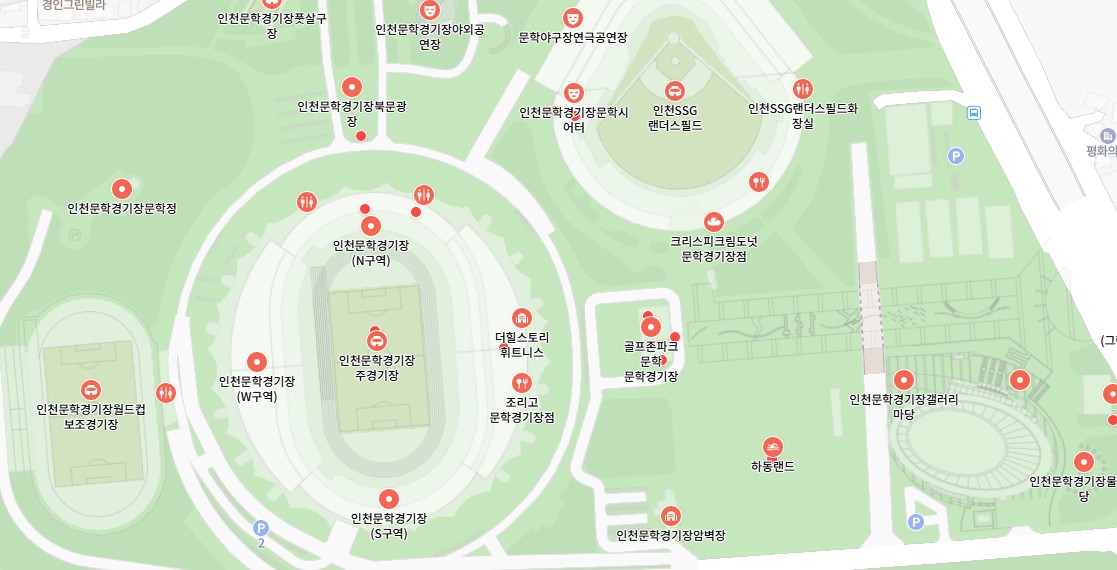 경인그린빌라
인천문학경기장풋살구
장
인천문학경기장야외공
연장
문학야구장연극공연장
인천문학경기장북문광
장
인천문학경기장문학시
어터
인천SSG
랜더스필드
인천SSG랜더스필드화
장실
P
평화의
인천문학경기장문학정
H
인천문학경기장
(N구역)
크리스피크림도넛
문학경기장점
더힐스토리
휘트니스
골프존파크
문학
문학경기장
(그
인천문학경기장
주경기장
인천문학경기장
(W구역)
인천문학경기장월드컵
보조경기장
조리고
문학경기장점
인천문학경기장갤러리
마당
하동랜드
인천문학경기장물
당
인천문학경기장
(S구역)
P
2
인천문학경기장암벽장
P